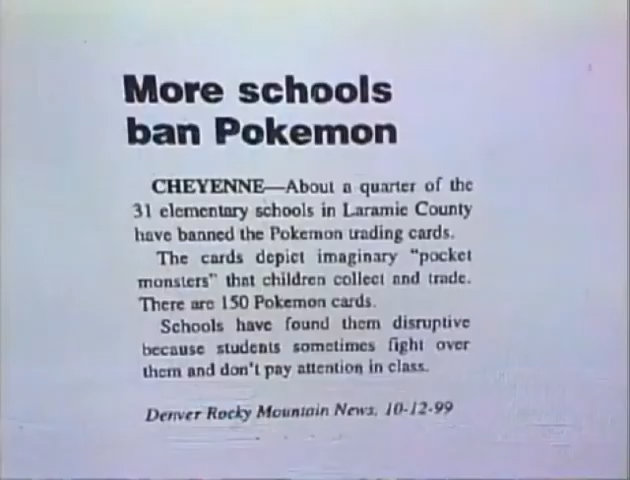 More schools
ban Pokemon
CHEYENNE—About a quarter of the
31 elementary schools in Laramie County
have banned the Pokemon trading cards.
The cards depict imaginary "pocket
monsters" that children collect and trade.
There are 150 Pokemon cards.
Schools have found them disruptive
because students sometimes fight over
them and don't pay attention in class.
Denver Rocky Mountain News, 10-12-99